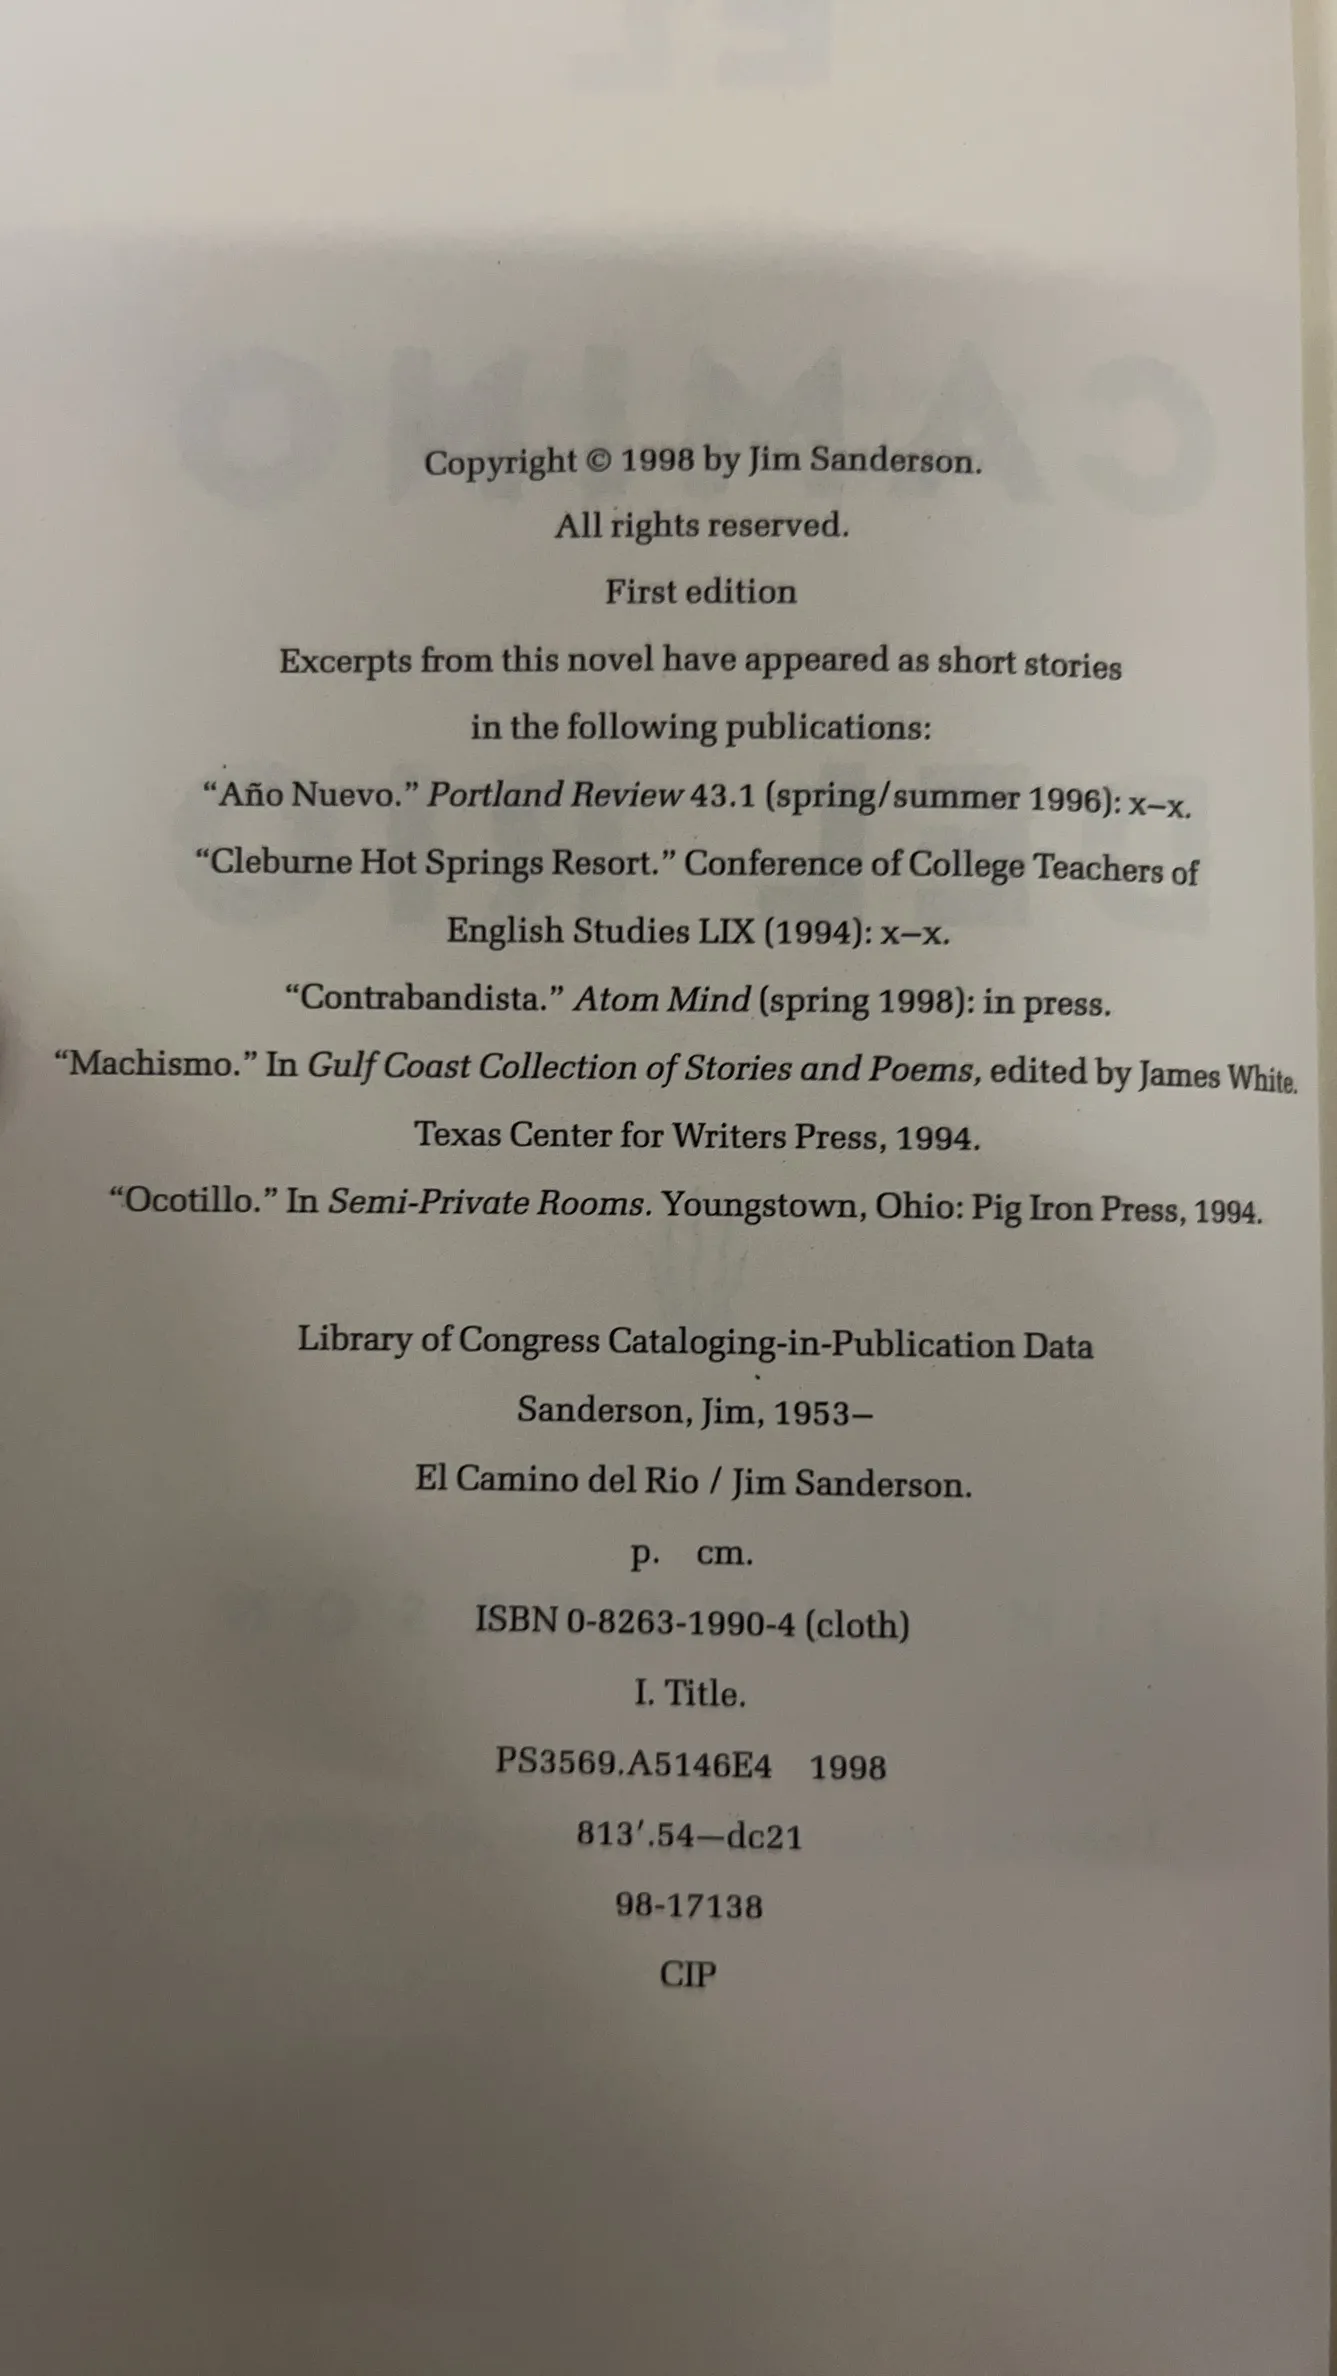 Copyright © 1998 by Jim Sanderson.
All rights reserved.
First edition
Excerpts from this novel have appeared as short stories
in the following publications:
“Año Nuevo.” Portland Review 43.1 (spring/summer 1996): x–x.
“Cleburne Hot Springs Resort.” Conference of College Teachers of
English Studies LIX (1994): x–x.
“Contrabandista.” Atom Mind (spring 1998): in press.
“Machismo.” In Gulf Coast Collection of Stories and Poems, edited by James White.
Texas Center for Writers Press, 1994.
“Ocotillo.” In Semi-Private Rooms. Youngstown, Ohio: Pig Iron Press, 1994.
Library of Congress Cataloging-in-Publication Data
Sanderson, Jim, 1953–
El Camino del Rio / Jim Sanderson.
p. cm.
ISBN 0-8263-1990-4 (cloth)
I. Title.
PS3569.A5146E4 1998
813′.54—dc21
98-17138
CIP